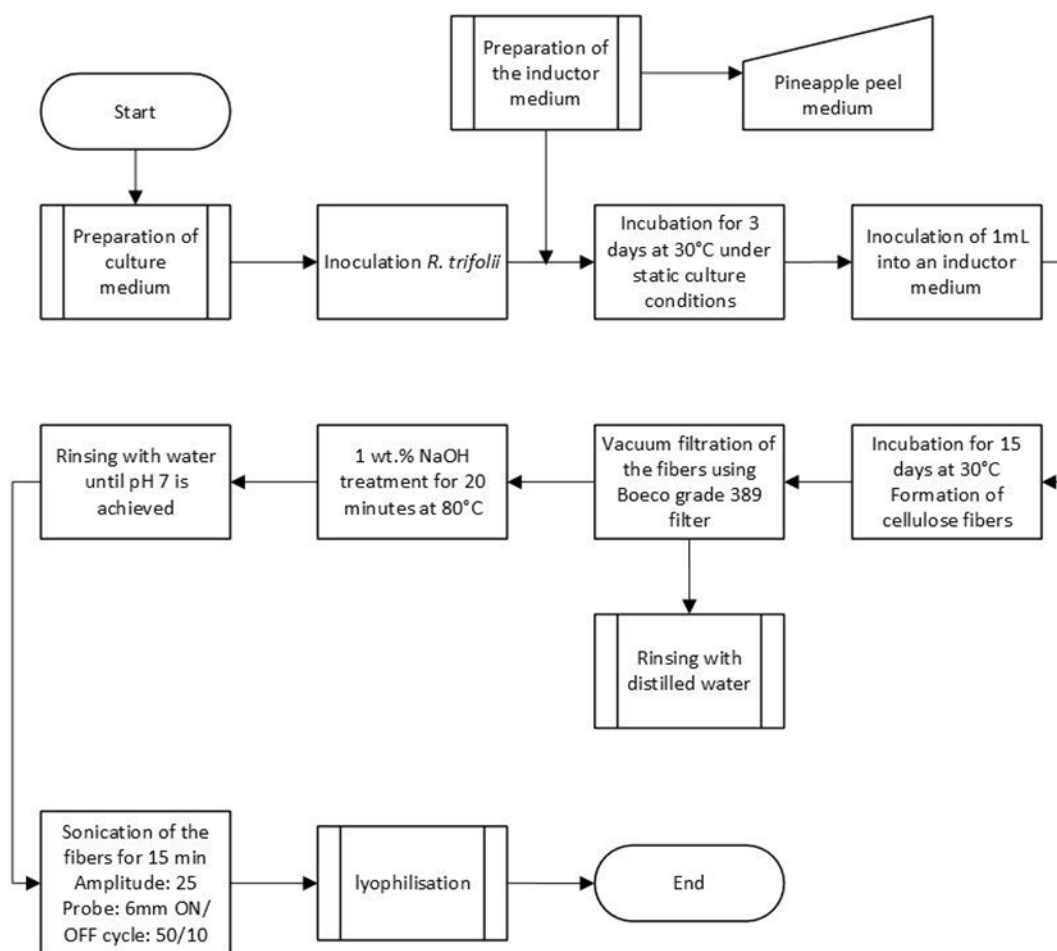 Start
Preparation of
the inductor
medium
Pineapple peel
medium
Preparation of
culture
medium
Inoculation R. trifolii
Incubation for 3
days at 30°C under
static culture
conditions
Inoculation of 1mL
into an inductor
medium
Rinsing with water
until pH 7 is
achieved
1 wt.% NaOH
treatment for 20
minutes at 80°C
Vacuum filtration of
the fibers using
Boeco grade 389
filter
Incubation for 15
days at 30°C
Formation of
cellulose fibers
Rinsing with
distilled water
Sonication of the
fibers for 15 min
Amplitude: 25
Probe: 6mm ON/
OFF cycle: 50/10
lyophilisation
End